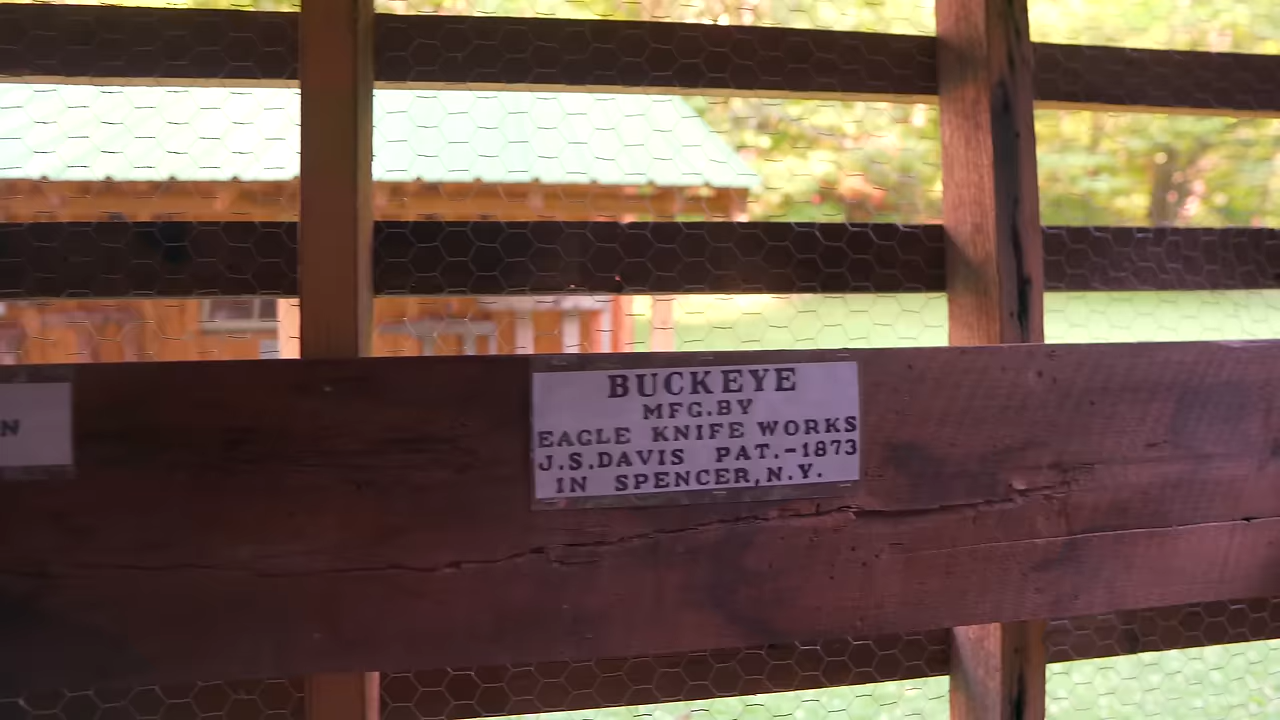 N
BUCKEYE
MFG.BY
EAGLE KNIFE WORKS
J.S.DAVIS PAT.-1873
IN SPENCER,N.Y.